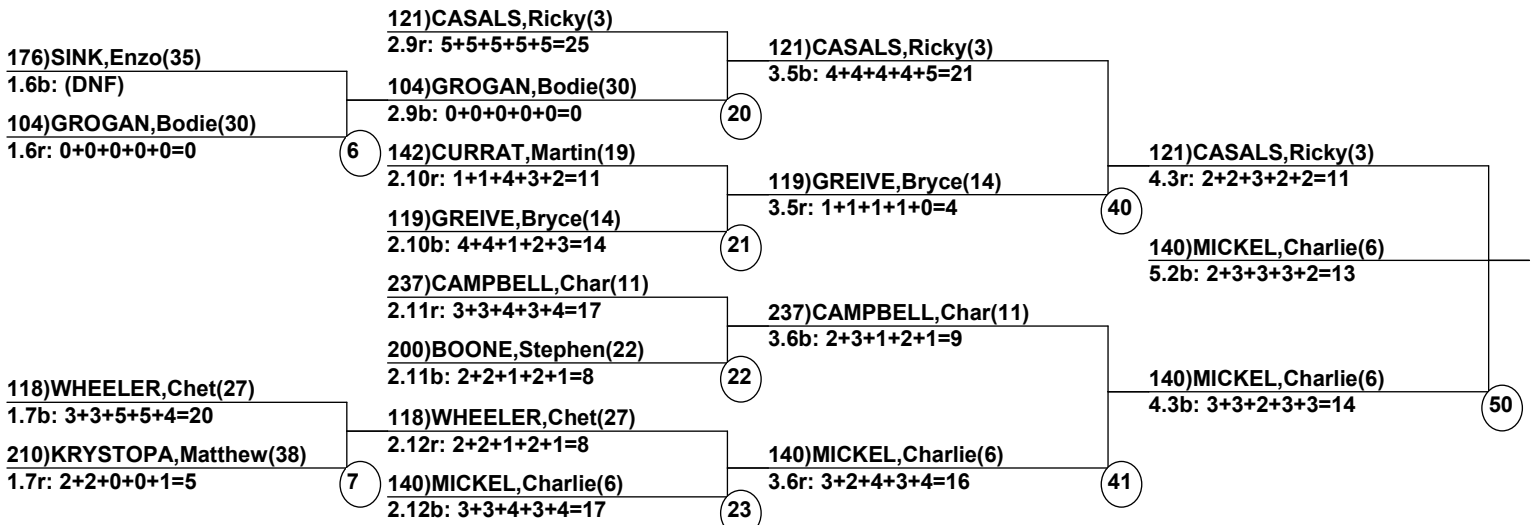 176)SINK,Enzo(35)
1.6b: (DNF)
104)GROGAN,Bodie(30)
1.6r: 0+0+0+0+0=0
6
118)WHEELER,Chet(27)
1.7b: 3+3+5+5+4=20
210)KRYSTOPA,Matthew(38)
1.7r: 2+2+0+0+1=5
7
121)CASALS,Ricky(3)
2.9r: 5+5+5+5+5=25
104)GROGAN,Bodie(30)
2.9b: 0+0+0+0+0=0
20
142)CURRAT,Martin(19)
2.10r: 1+1+4+3+2=11
119)GREIVE,Bryce(14)
2.10b: 4+4+1+2+3=14
21
237)CAMPBELL,Char(11)
2.11r: 3+3+4+3+4=17
200)BOONE,Stephen(22)
2.11b: 2+2+1+2+1=8
22
118)WHEELER,Chet(27)
2.12r: 2+2+1+2+1=8
140)MICKEL,Charlie(6)
2.12b: 3+3+4+3+4=17
23
121)CASALS,Ricky(3)
3.5b: 4+4+4+4+5=21
119)GREIVE,Bryce(14)
3.5r: 1+1+1+1+0=4
40
237)CAMPBELL,Char(11)
3.6b: 2+3+1+2+1=9
140)MICKEL,Charlie(6)
3.6r: 3+2+4+3+4=16
41
121)CASALS,Ricky(3)
4.3r: 2+2+3+2+2=11
140)MICKEL,Charlie(6)
5.2b: 2+3+3+3+2=13
140)MICKEL,Charlie(6)
4.3b: 3+3+2+3+3=14
50